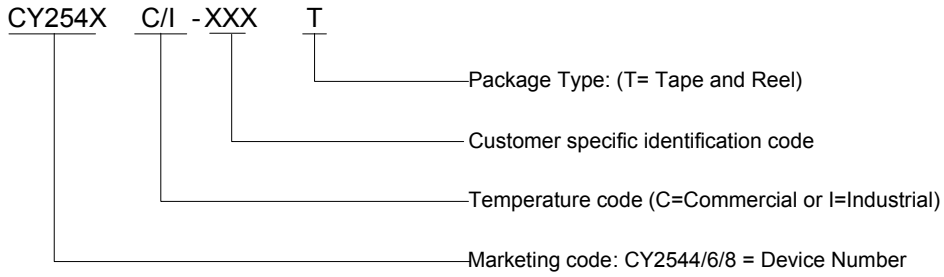 CY254X C/I -XXX T
Package Type: (T= Tape and Reel)
Customer specific identification code
Temperature code (C=Commercial or I=Industrial)
Marketing code: CY2544/6/8 = Device Number